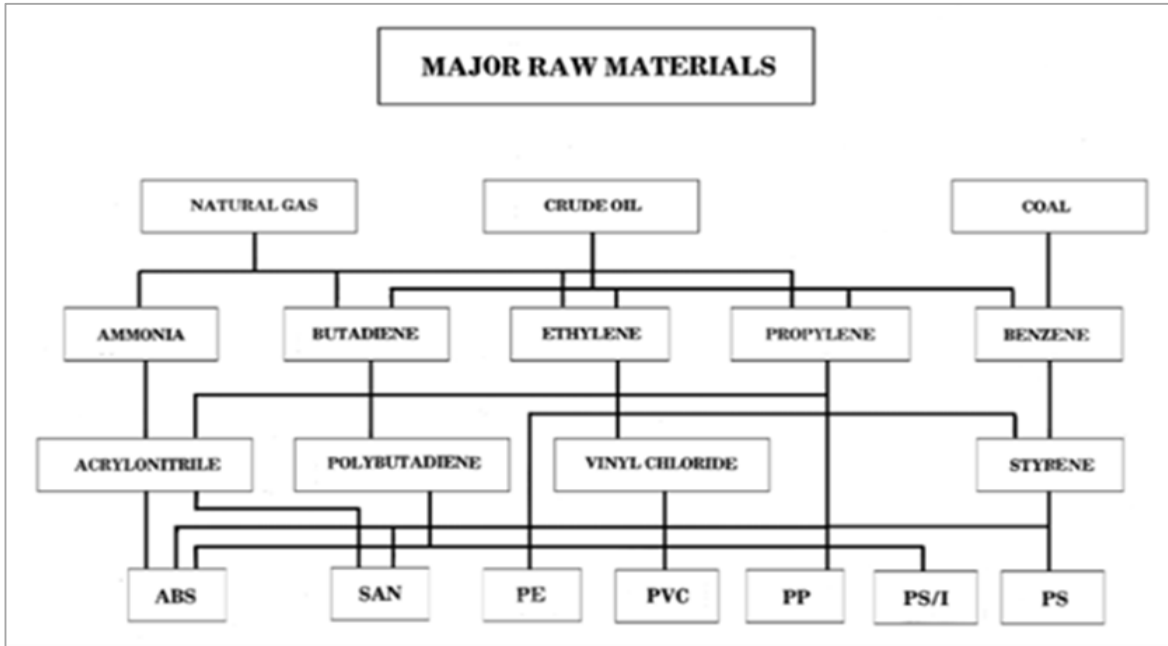 MAJOR RAW MATERIALS
NATURAL GAS
CRUDE OIL
COAL
AMMONIA
BUTADIENE
ETHYLENE
PROPYLENE
BENZENE
ACRYLONITRILE
POLYBUTADIENE
VINYL CHLORIDE
STYRENE
ABS
SAN
PE
PVC
PP
PS/I
PS